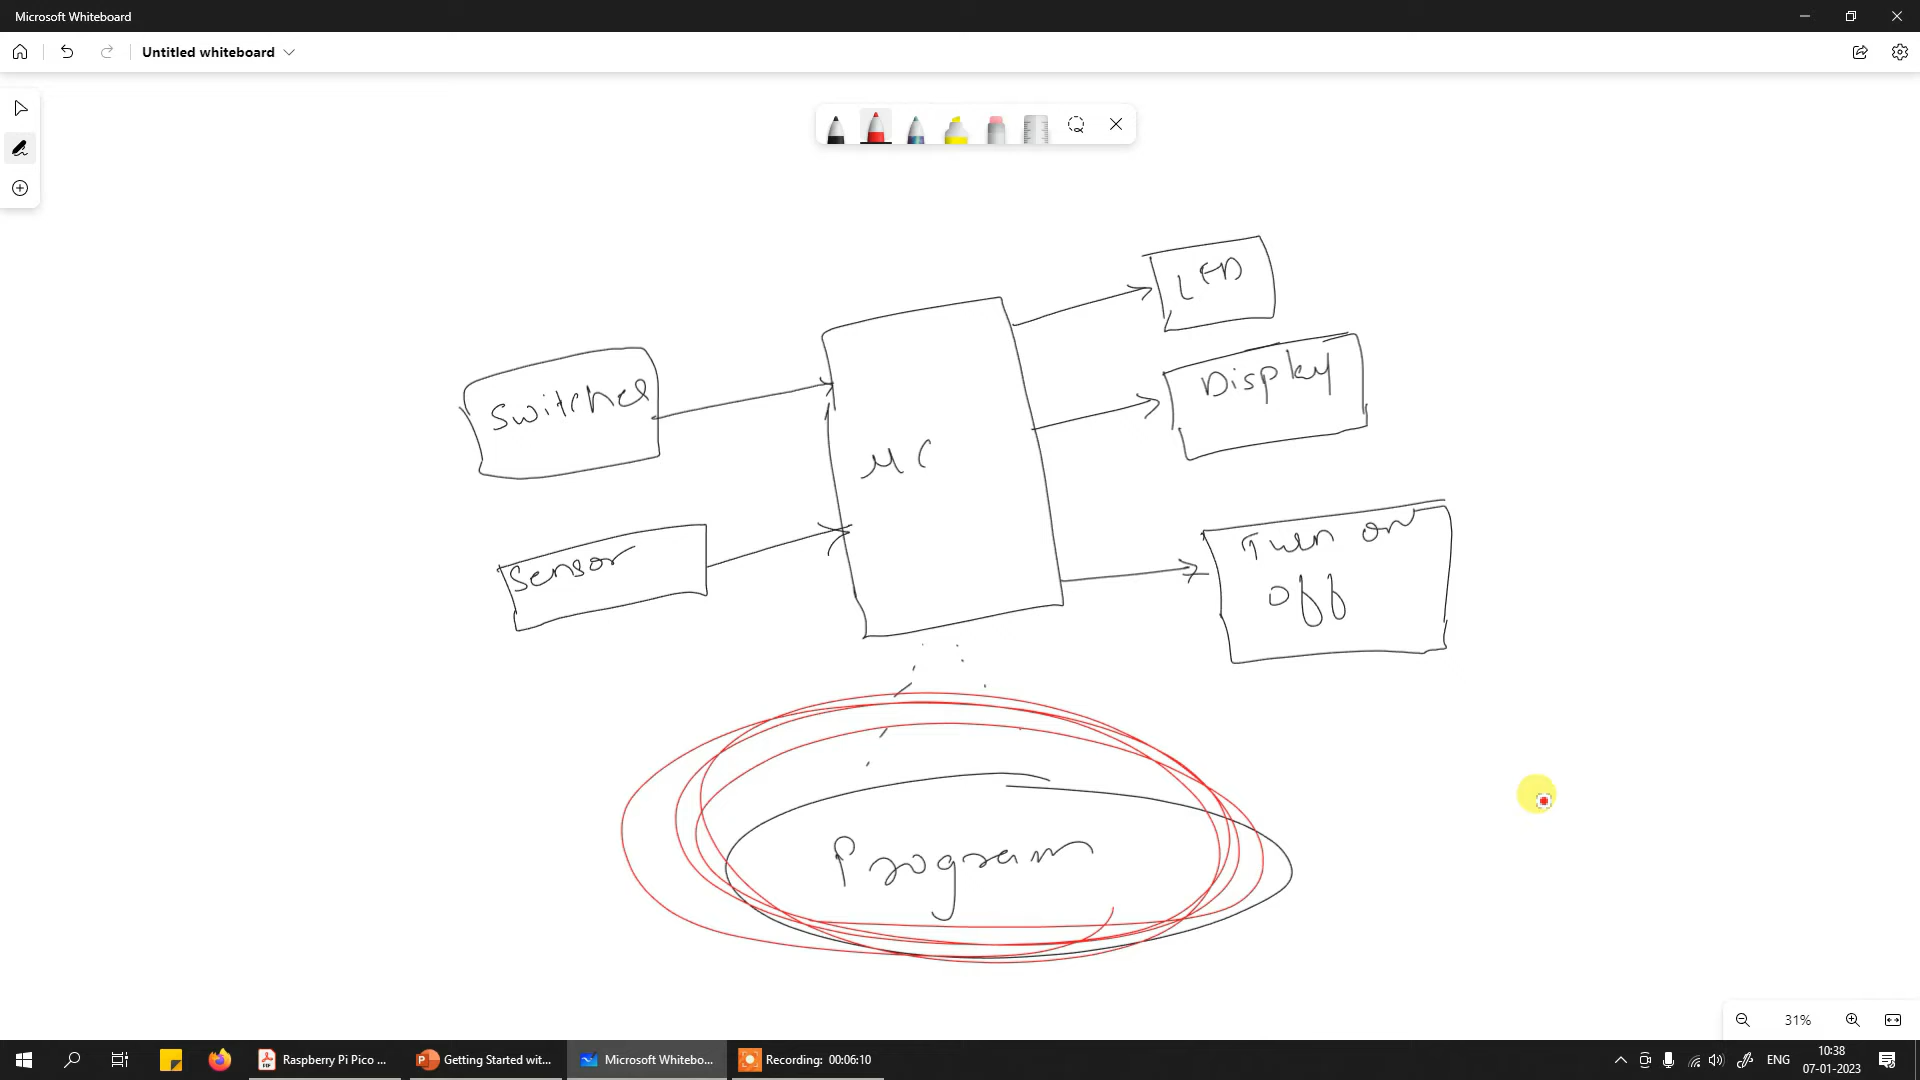 Microsoft Whiteboard
Untitled whiteboard
LED
Display
Switches
μC
Turn on
off
Sensor
Program
31%
Raspberry Pi Pico ...
Getting Started wit...
Microsoft Whitebo...
Recording: 00:06:10
ENG
10:38
07-01-2023